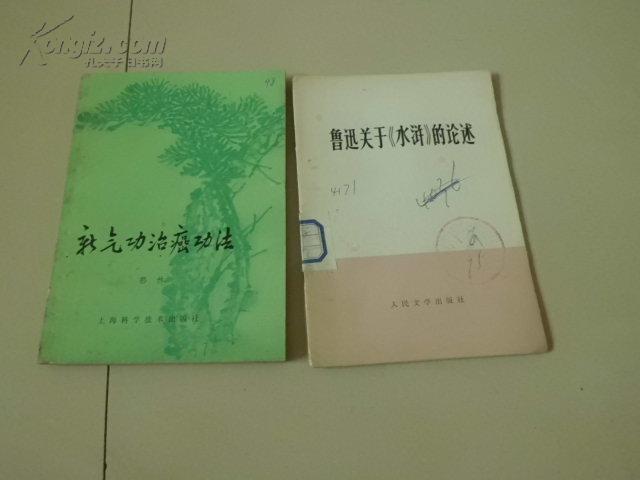 Kongfz.com
孔夫子旧书网
93
新气功治癌功法
上海科学技术出版社
鲁迅关于《水浒》的论述
4171
人民文学出版社